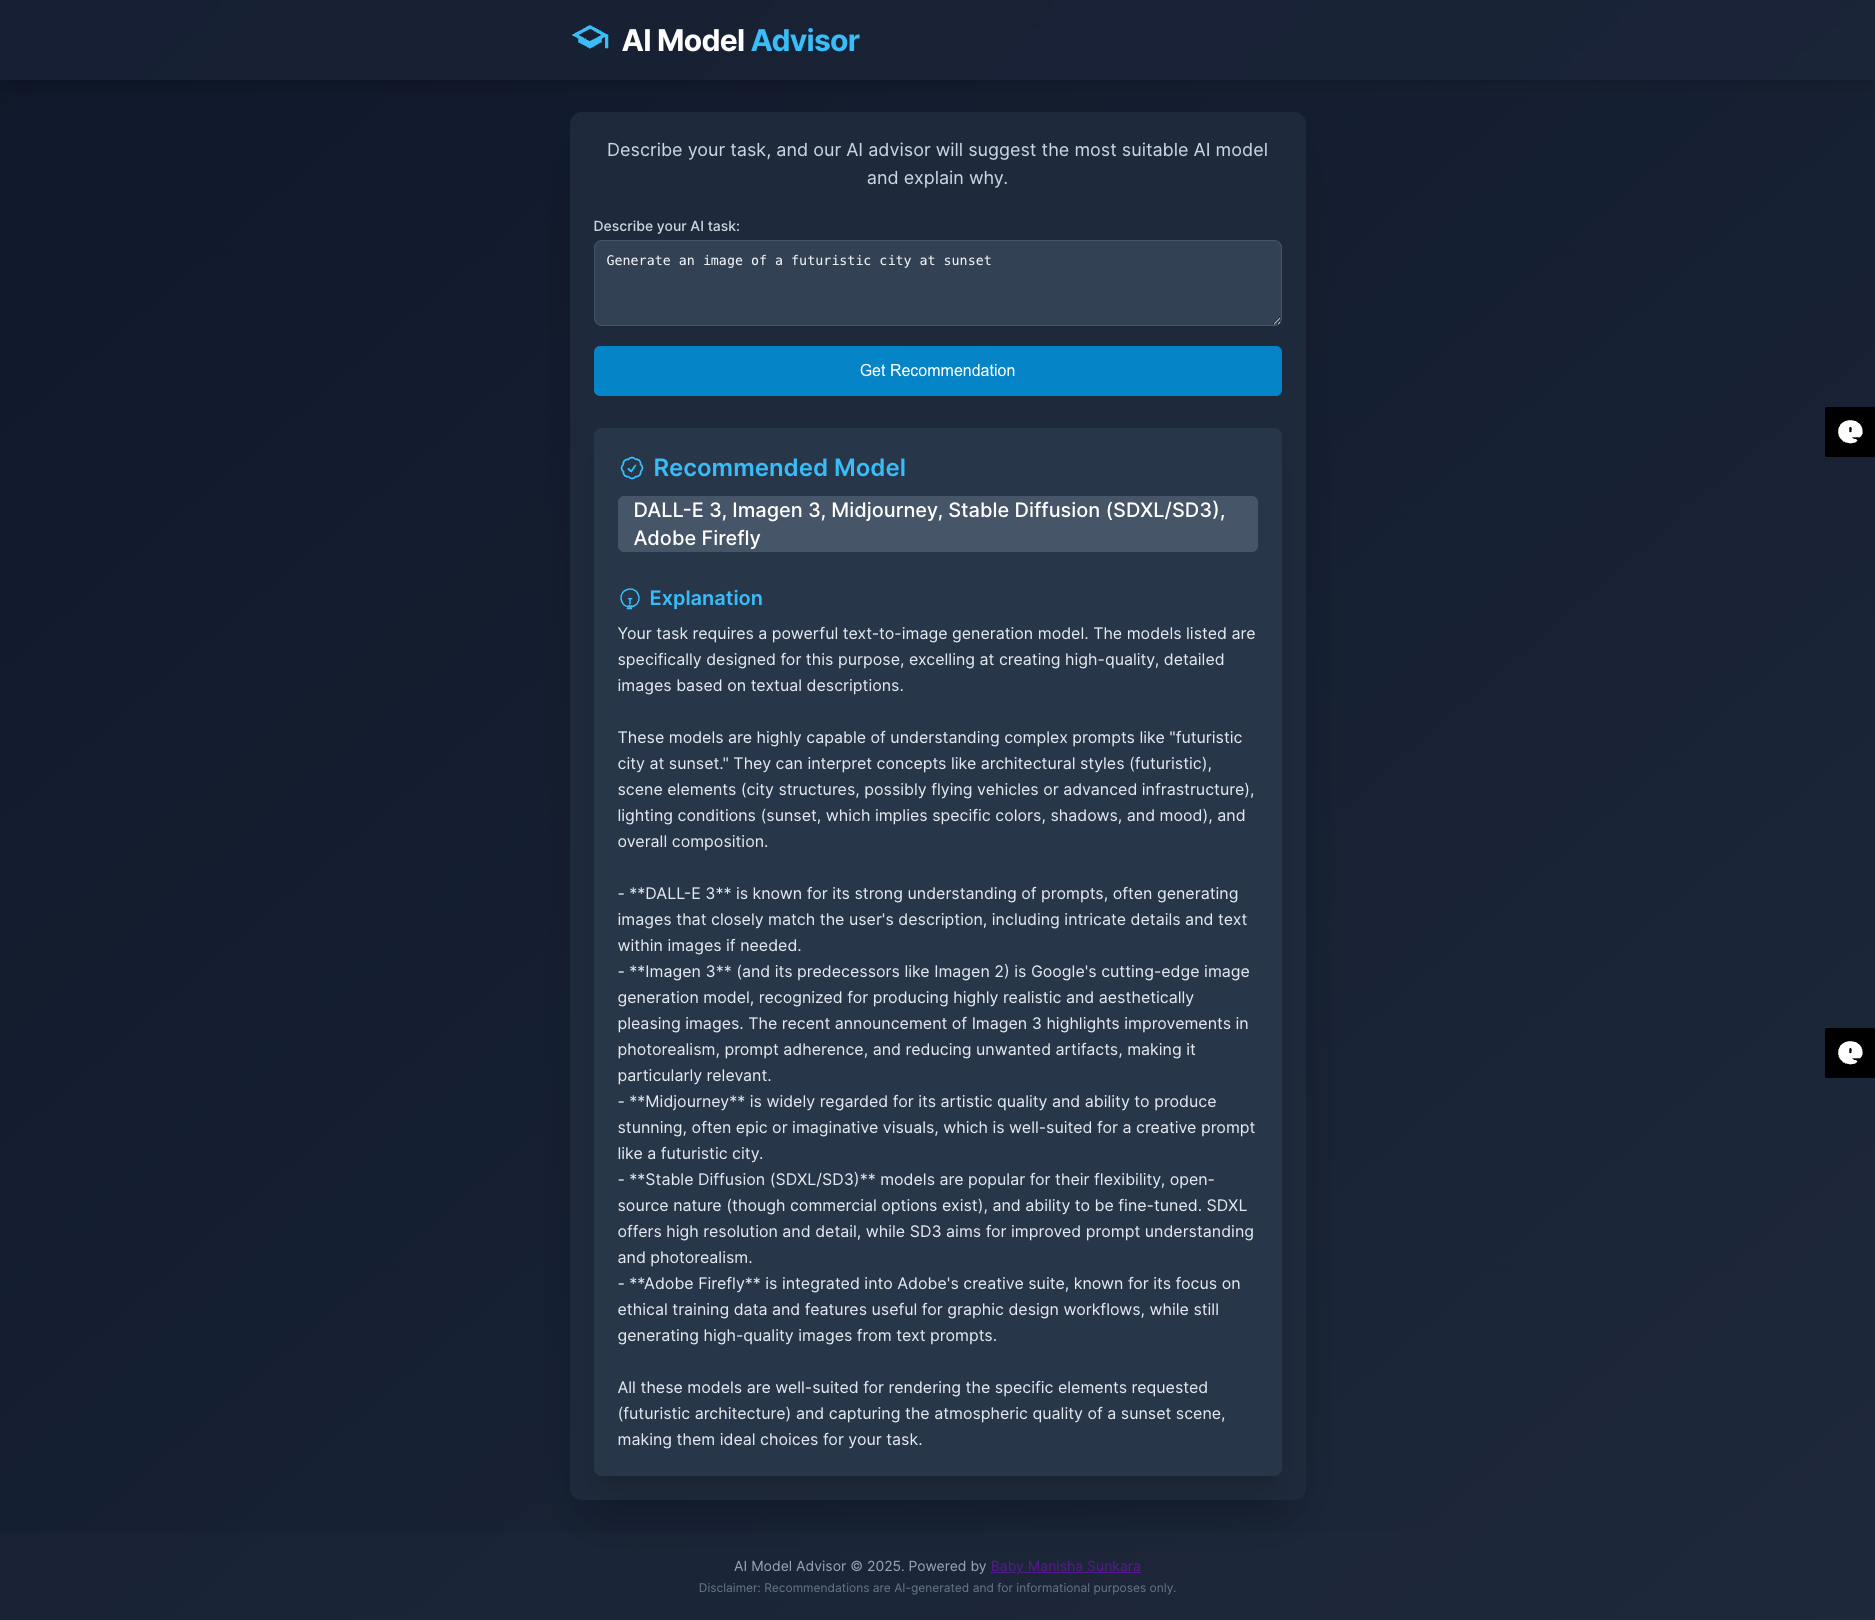 AI Model Advisor
Describe your task, and our AI advisor will suggest the most suitable AI model
and explain why.
Describe your AI task:
Generate an image of a futuristic city at sunset
Get Recommendation
Recommended Model
DALL-E 3, Imagen 3, Midjourney, Stable Diffusion (SDXL/SD3),
Adobe Firefly
Explanation
Your task requires a powerful text-to-image generation model. The models listed are
specifically designed for this purpose, excelling at creating high-quality, detailed
images based on textual descriptions.
These models are highly capable of understanding complex prompts like "futuristic
city at sunset." They can interpret concepts like architectural styles (futuristic),
scene elements (city structures, possibly flying vehicles or advanced infrastructure),
lighting conditions (sunset, which implies specific colors, shadows, and mood), and
overall composition.
- **DALL-E 3** is known for its strong understanding of prompts, often generating
images that closely match the user's description, including intricate details and text
within images if needed.
- **Imagen 3** (and its predecessors like Imagen 2) is Google's cutting-edge image
generation model, recognized for producing highly realistic and aesthetically
pleasing images. The recent announcement of Imagen 3 highlights improvements in
photorealism, prompt adherence, and reducing unwanted artifacts, making it
particularly relevant.
- **Midjourney** is widely regarded for its artistic quality and ability to produce
stunning, often epic or imaginative visuals, which is well-suited for a creative prompt
like a futuristic city.
- **Stable Diffusion (SDXL/SD3)** models are popular for their flexibility, open-
source nature (though commercial options exist), and ability to be fine-tuned. SDXL
offers high resolution and detail, while SD3 aims for improved prompt understanding
and photorealism.
- **Adobe Firefly** is integrated into Adobe's creative suite, known for its focus on
ethical training data and features useful for graphic design workflows, while still
generating high-quality images from text prompts.
All these models are well-suited for rendering the specific elements requested
(futuristic architecture) and capturing the atmospheric quality of a sunset scene,
making them ideal choices for your task.
AI Model Advisor © 2025. Powered by Baby Manisha Sunkara
Disclaimer: Recommendations are AI-generated and for informational purposes only.